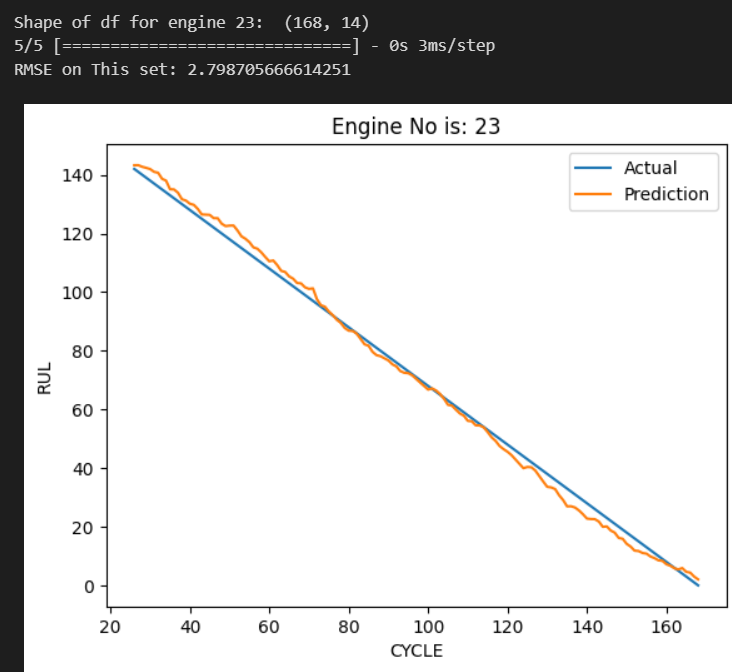 Shape of df for engine 23:  (168, 14)
5/5 [==============================] - 0s 3ms/step
RMSE on This set: 2.798705666614251
Engine No is: 23
Actual
Prediction
140
120
100
80
60
40
20
0
RUL
20 40 60 80 100 120 140 160
CYCLE